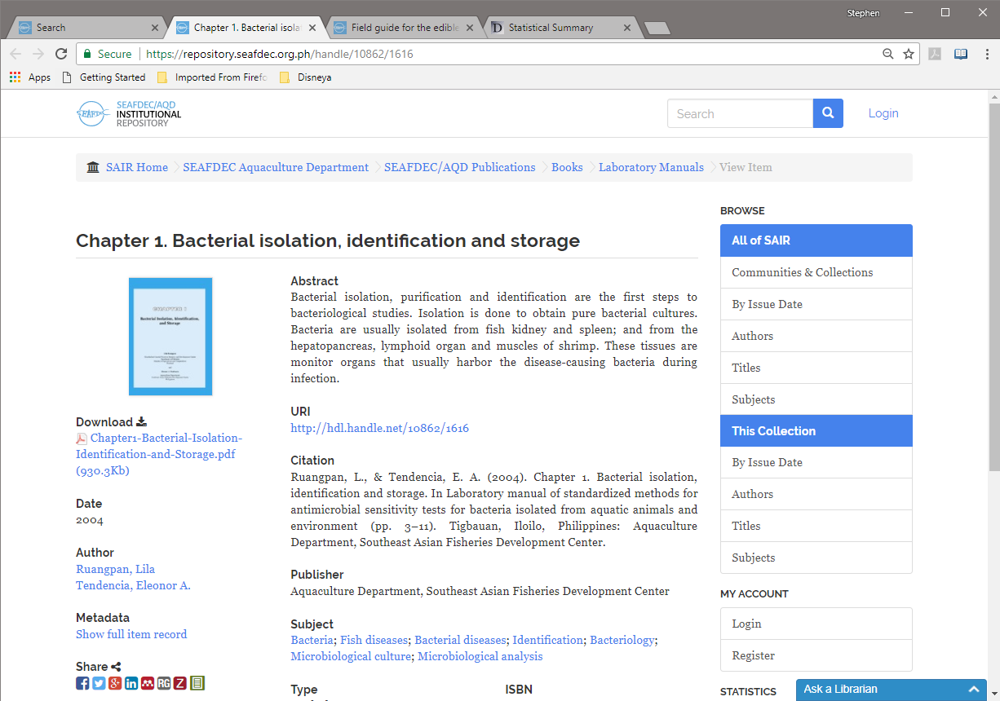 Stephen
Search
Chapter 1. Bacterial isola
Field guide for the edible
Statistical Summary
Secure
https://repository.seafdec.org.ph/handle/10862/1616
Apps
Getting Started
Imported From Firefo
Disneya
SEAFDEC/AQD
INSTITUTIONAL
REPOSITORY
Search
Login
SAIR Home
SEAFDEC Aquaculture Department
SEAFDEC/AQD Publications
Books
Laboratory Manuals
View Item
Chapter 1. Bacterial isolation, identification and storage
CHAPTER 1
Bacterial Isolation, Identification,
and Storage
Download
Chapter1-Bacterial-Isolation-
Identification-and-Storage.pdf
(930.3Kb)
Date
2004
Author
Ruangpan, Lila
Tendencia, Eleonor A.
Metadata
Show full item record
Share
Abstract
Bacterial isolation, purification and identification are the first steps to
bacteriological studies. Isolation is done to obtain pure bacterial cultures.
Bacteria are usually isolated from fish kidney and spleen; and from the
hepatopancreas, lymphoid organ and muscles of shrimp. These tissues are
monitor organs that usually harbor the disease-causing bacteria during
infection.
URI
http://hdl.handle.net/10862/1616
Citation
Ruangpan, L., & Tendencia, E. A. (2004). Chapter 1. Bacterial isolation,
identification and storage. In Laboratory manual of standardized methods for
antimicrobial sensitivity tests for bacteria isolated from aquatic animals and
environment (pp. 3–11). Tigbauan, Iloilo, Philippines: Aquaculture
Department, Southeast Asian Fisheries Development Center.
Publisher
Aquaculture Department, Southeast Asian Fisheries Development Center
Subject
Bacteria; Fish diseases; Bacterial diseases; Identification; Bacteriology;
Microbiological culture; Microbiological analysis
Type
ISBN
BROWSE
All of SAIR
Communities & Collections
By Issue Date
Authors
Titles
Subjects
This Collection
By Issue Date
Authors
Titles
Subjects
MY ACCOUNT
Login
Register
STATISTICS
Ask a Librarian